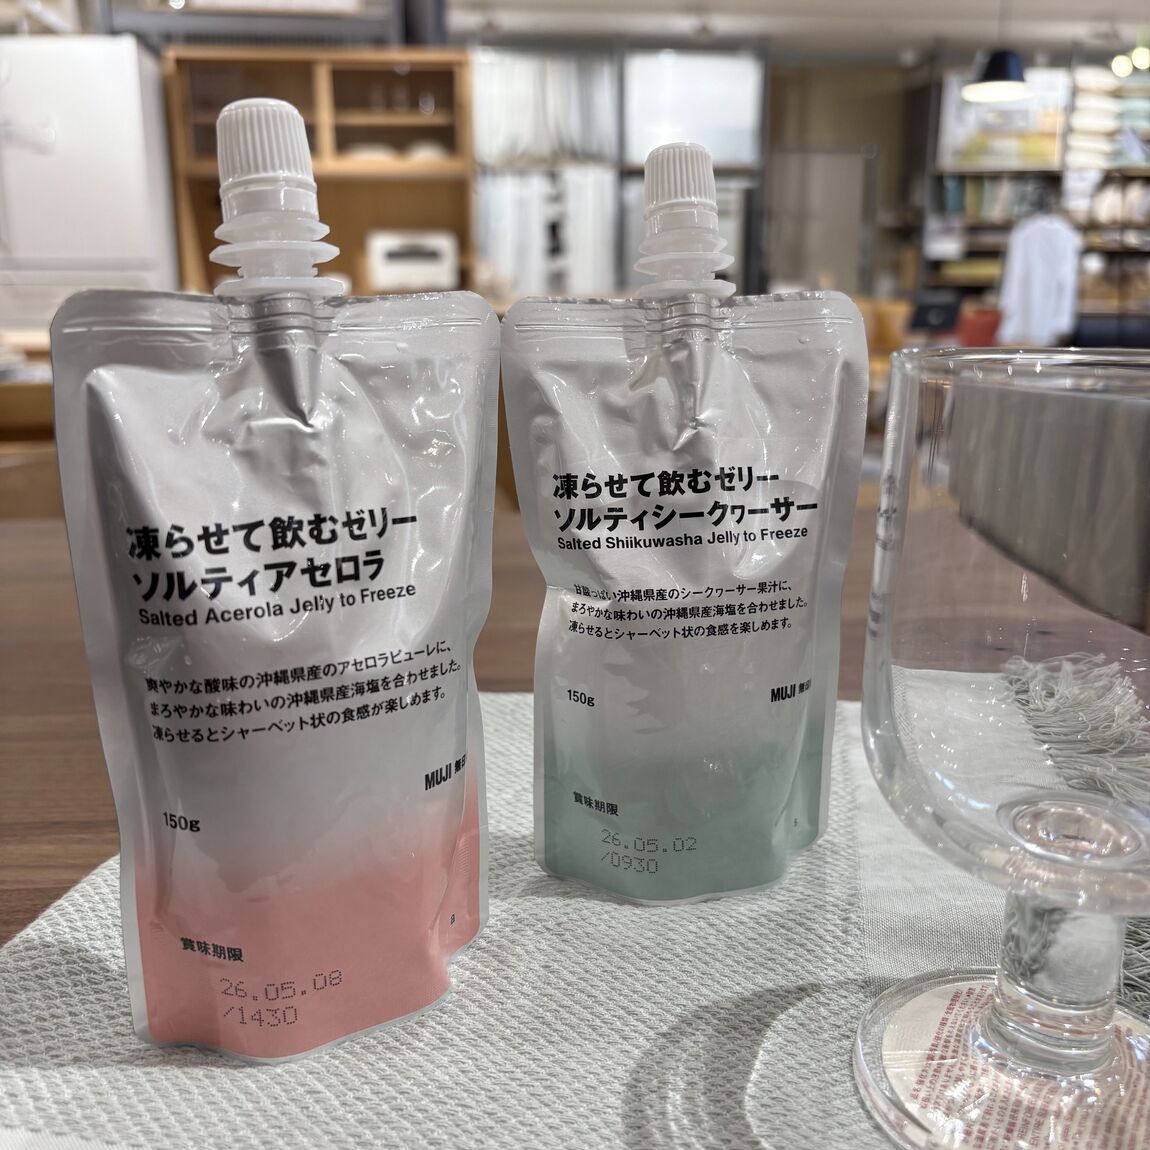 凍らせて飲むゼリー
ソルティアセロラ
Salted Acerola Jelly to Freeze
爽やかな酸味の沖縄県産のアセロラピューレに、
まろやかな味わいの沖縄県産海塩を合わせました。
凍らせるとシャーベット状の食感が楽しめます。
MUJI 無印
150g
賞味期限
26.05.08
/1430
凍らせて飲むゼリー
ソルティシークヮーサー
Salted Shiikuwasha Jelly to Freeze
甘酸っぱい沖縄県産のシークヮーサー果汁に、
まろやかな味わいの沖縄県産海塩を合わせました。
凍らせるとシャーベット状の食感を楽しめます。
150g
MUJI 無印
賞味期限
26.05.02
/0930